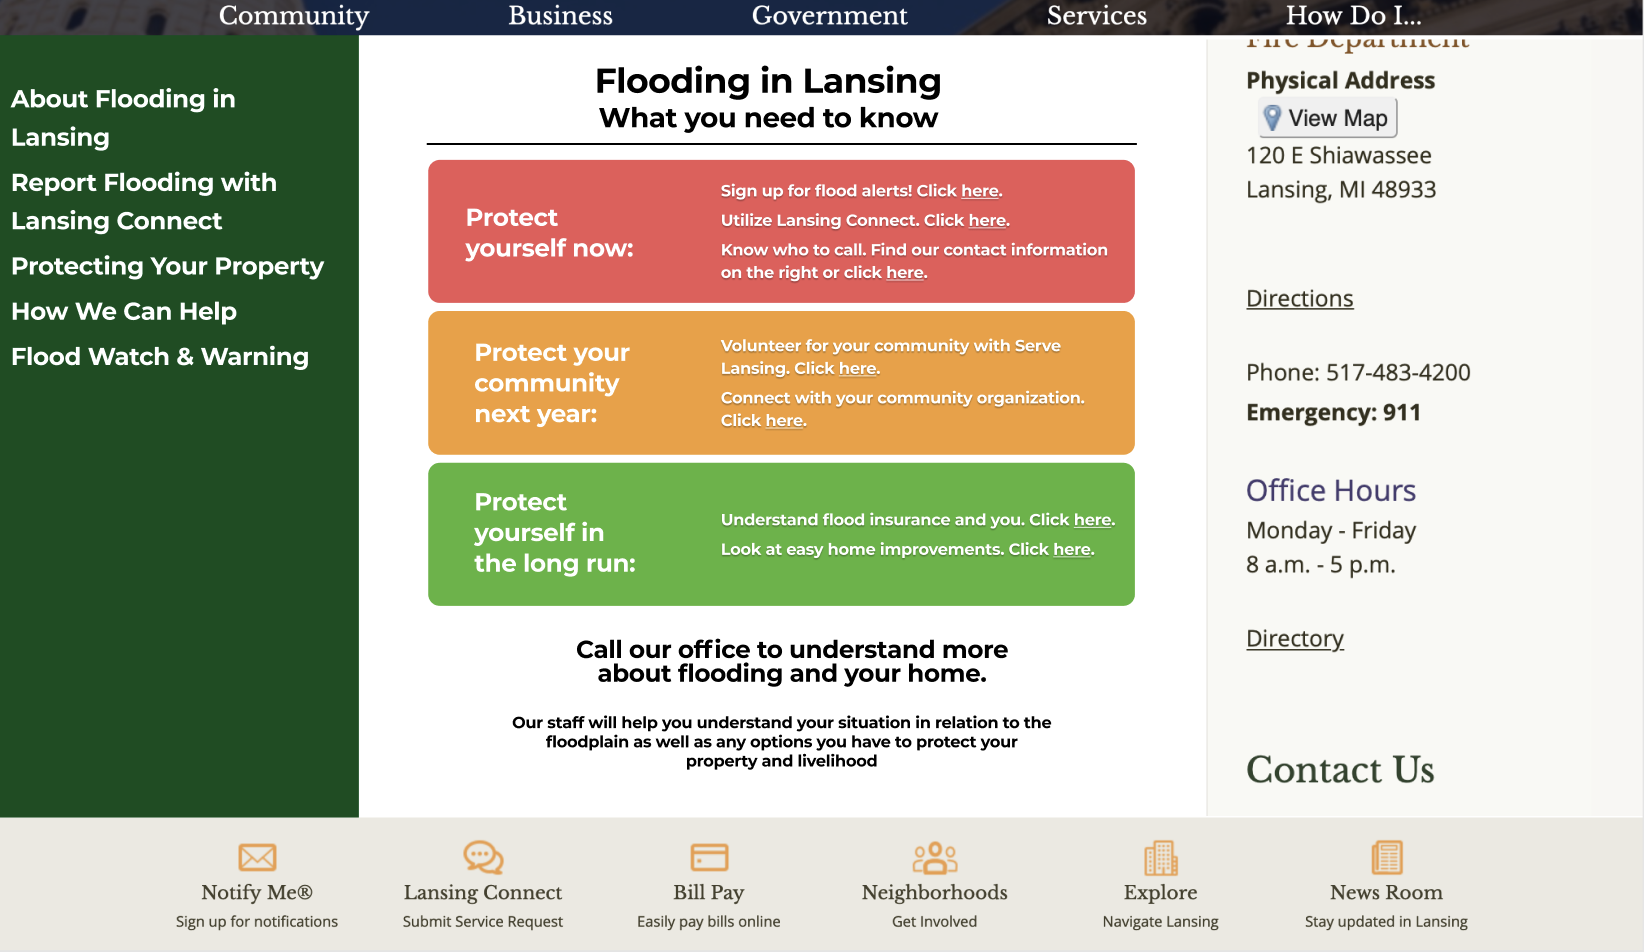 Community
Business
Government
Services
How Do I...
About Flooding in
Lansing
Report Flooding with
Lansing Connect
Protecting Your Property
How We Can Help
Flood Watch & Warning
Flooding in Lansing
What you need to know
Protect
yourself now:
Sign up for flood alerts! Click here.
Utilize Lansing Connect. Click here.
Know who to call. Find our contact information
on the right or click here.
Protect your
community
next year:
Volunteer for your community with Serve
Lansing. Click here.
Connect with your community organization.
Click here.
Protect
yourself in
the long run:
Understand flood insurance and you. Click here.
Look at easy home improvements. Click here.
Call our office to understand more
about flooding and your home.
Our staff will help you understand your situation in relation to the
floodplain as well as any options you have to protect your
property and livelihood
Fire Department
Physical Address
View Map
120 E Shiawassee
Lansing, MI 48933
Directions
Phone: 517-483-4200
Emergency: 911
Office Hours
Monday - Friday
8 a.m. - 5 p.m.
Directory
Contact Us
Notify Me®
Sign up for notifications
Lansing Connect
Submit Service Request
Bill Pay
Easily pay bills online
Neighborhoods
Get Involved
Explore
Navigate Lansing
News Room
Stay updated in Lansing